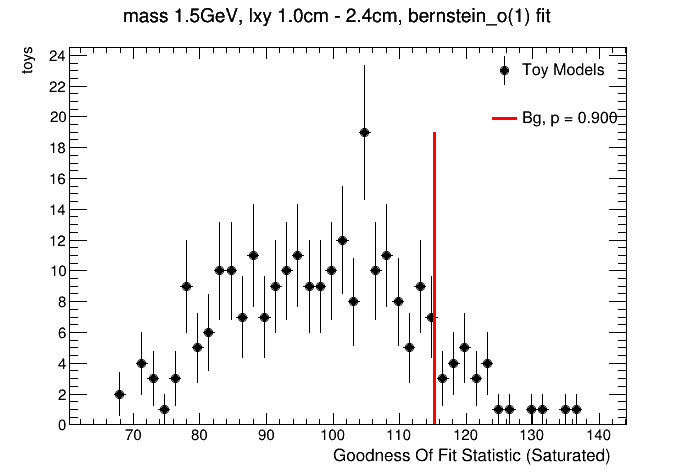 mass 1.5GeV, lxy 1.0cm - 2.4cm, bernstein_o(1) fit
toys
24
22
20
18
16
14
12
10
8
6
4
2
0
Toy Models
Bg, p = 0.900
70 80 90 100 110 120 130 140
Goodness Of Fit Statistic (Saturated)